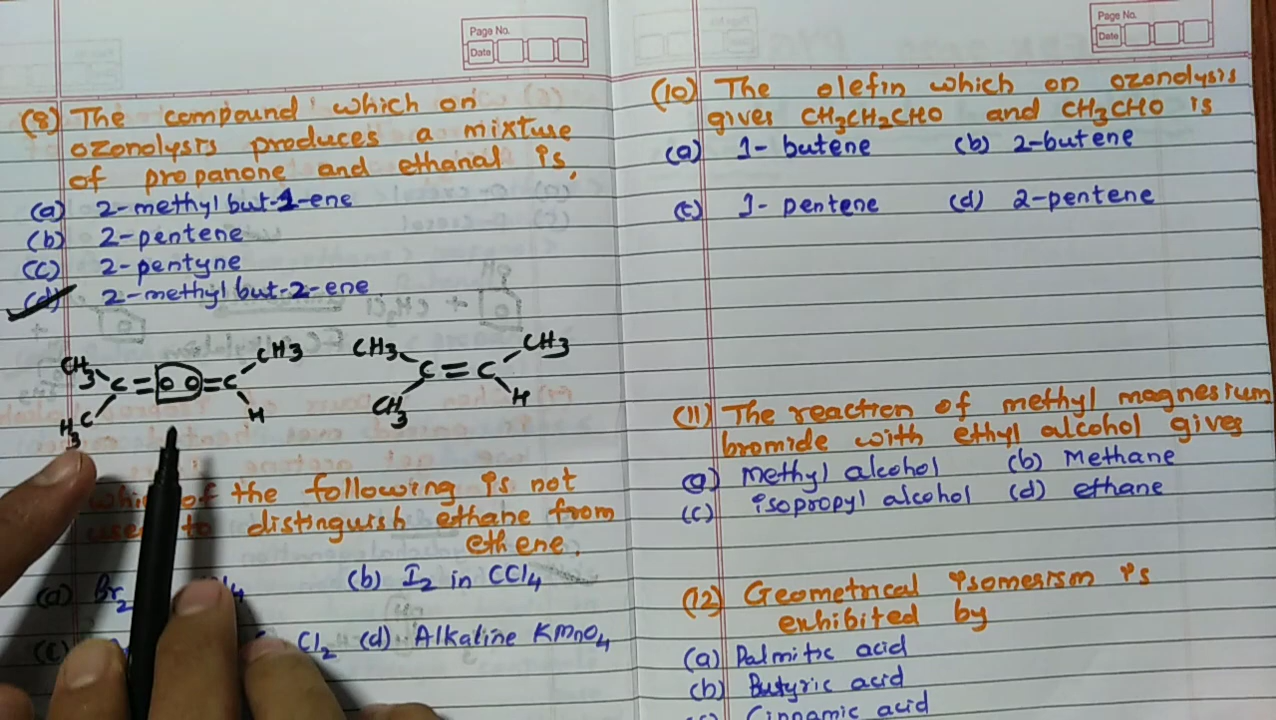 Page No.
Date
(8) The compound which on
ozonolysis produces a mixture
of propanone and ethanal is.
(a) 2-methyl but-1-ene
(b) 2-pentene
(c) 2-pentyne
(d) 2-methyl but-2-ene.
CH3 C=OO=C CH3
H3C H
CH3 C=C CH3
CH3 H
of the following is not
to distinguish ethane from
ethene.
(a) Br2 (b) I2 in CCl4
(c) Cl2 (d) Alkaline KMnO4
Page No.
Date
(10) The olefin which on ozonolysis
gives CH3CH2CHO and CH3CHO is
(a) 1-butene (b) 2-butene
(c) 1-pentene (d) 2-pentene
(11) The reaction of methyl magnesium
bromide with ethyl alcohol gives
(a) methyl alcohol (b) Methane
(c) isopropyl alcohol (d) ethane
(12) Geometrical isomerism is
exhibited by
(a) Palmitic acid
(b) Butyric acid
(c) Cinnamic acid